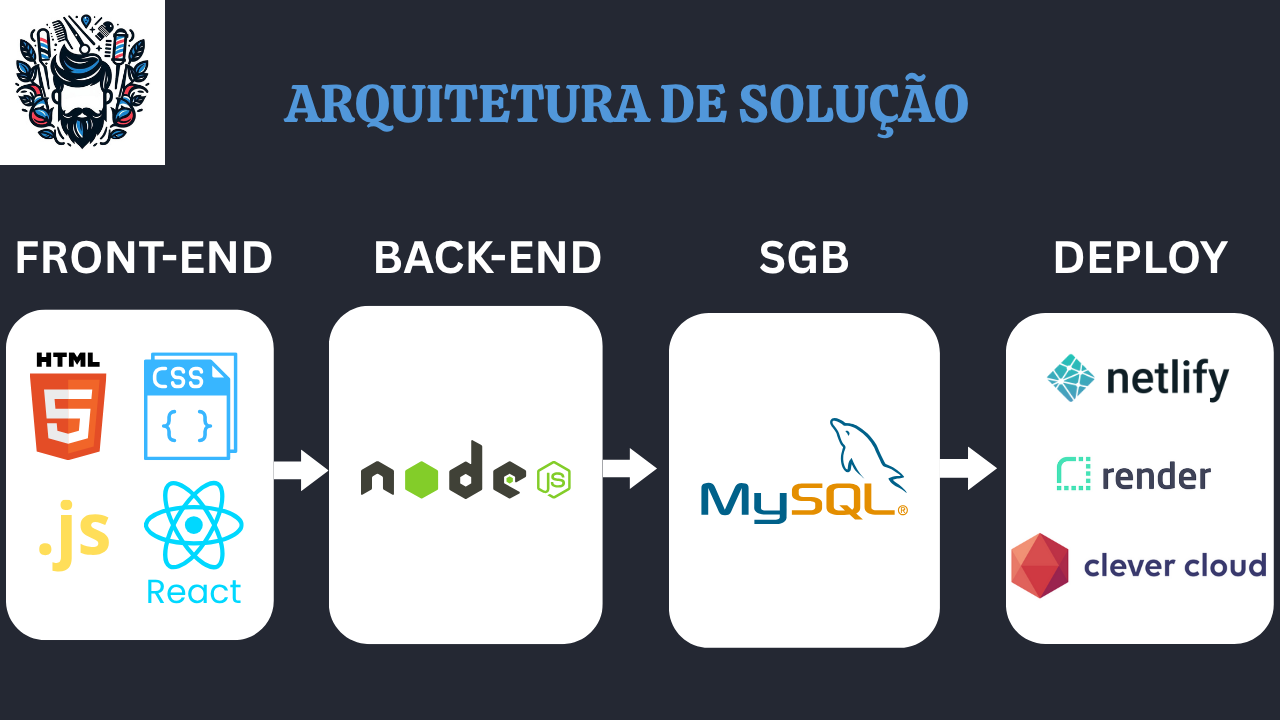 ARQUITETURA DE SOLUÇÃO
FRONT-END
HTML
5
CSS
{ }
.js
React
BACK-END
node
JS
SGB
MySQL®
DEPLOY
netlify
render
clever cloud